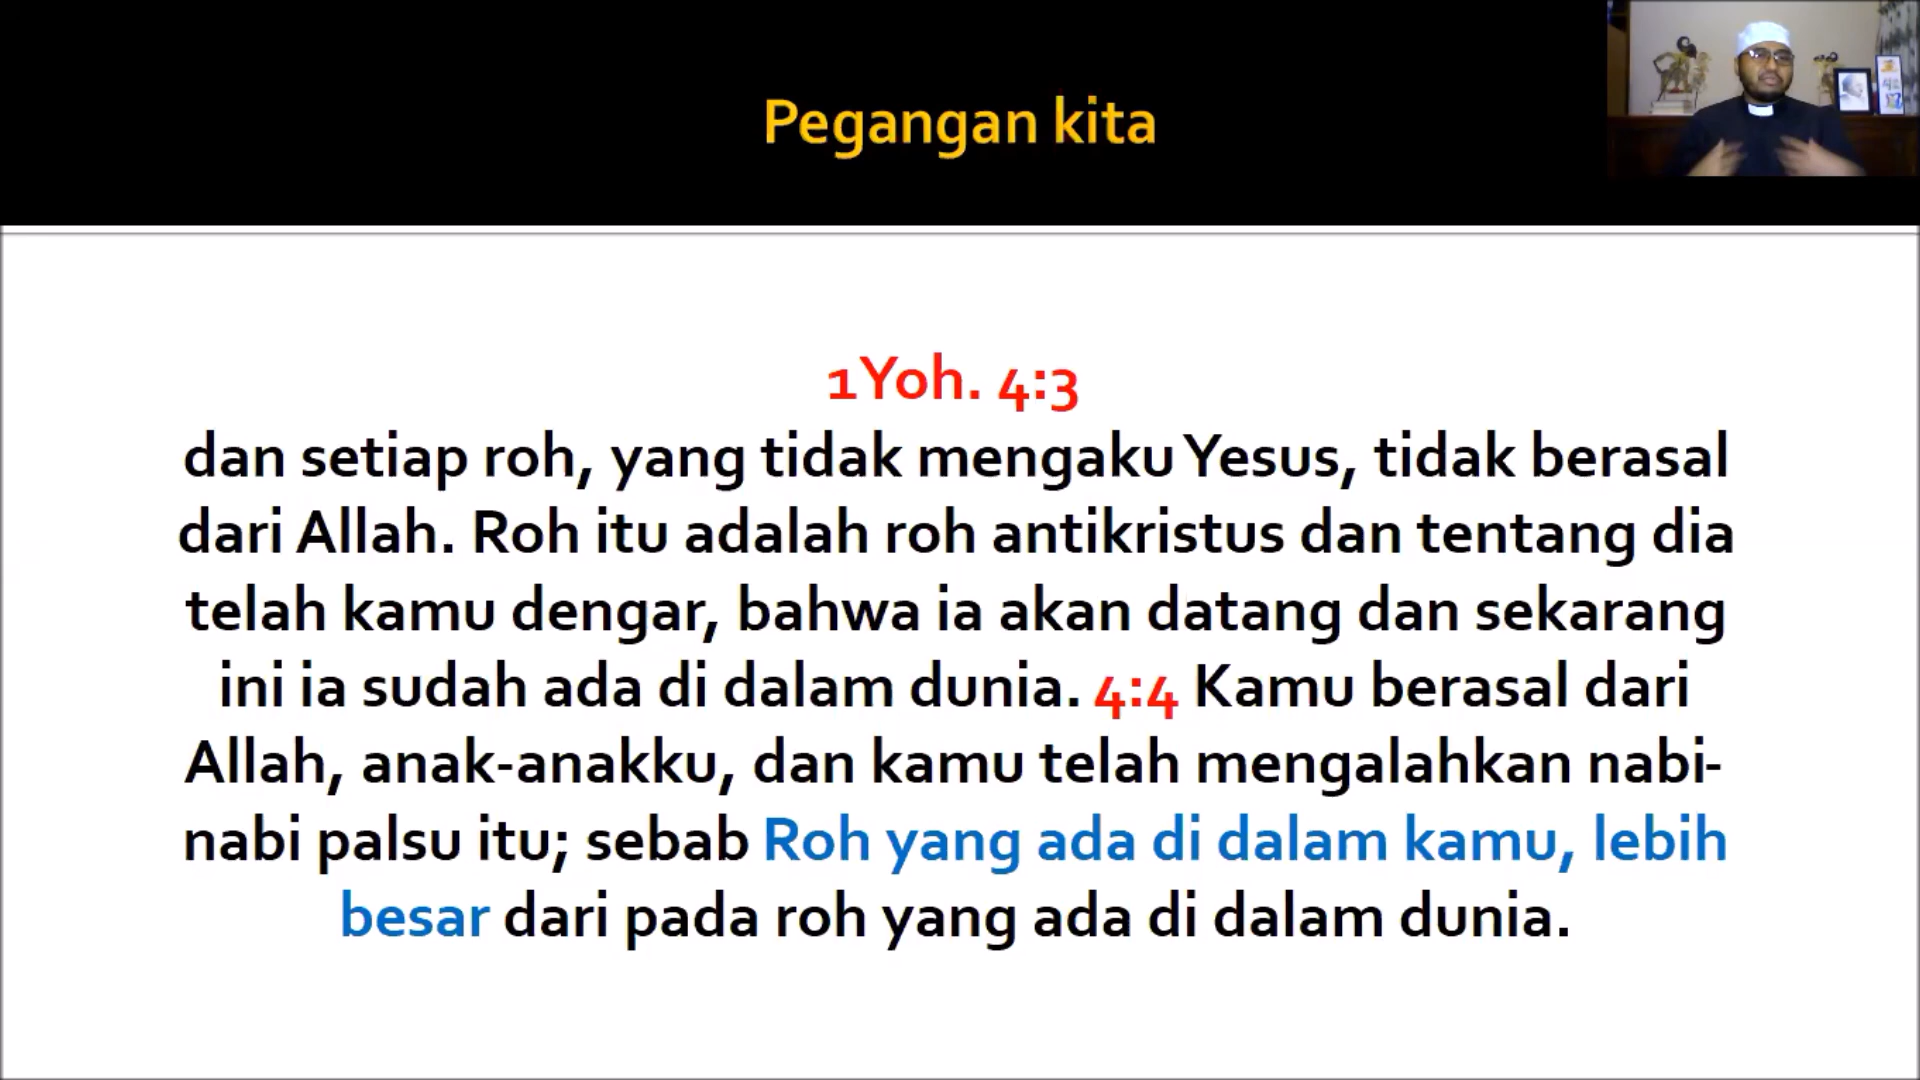 Pegangan kita
1Yoh. 4:3
dan setiap roh, yang tidak mengaku Yesus, tidak berasal
dari Allah. Roh itu adalah roh antikristus dan tentang dia
telah kamu dengar, bahwa ia akan datang dan sekarang
ini ia sudah ada di dalam dunia. 4:4 Kamu berasal dari
Allah, anak-anakku, dan kamu telah mengalahkan nabi-
nabi palsu itu; sebab Roh yang ada di dalam kamu, lebih
besar dari pada roh yang ada di dalam dunia.